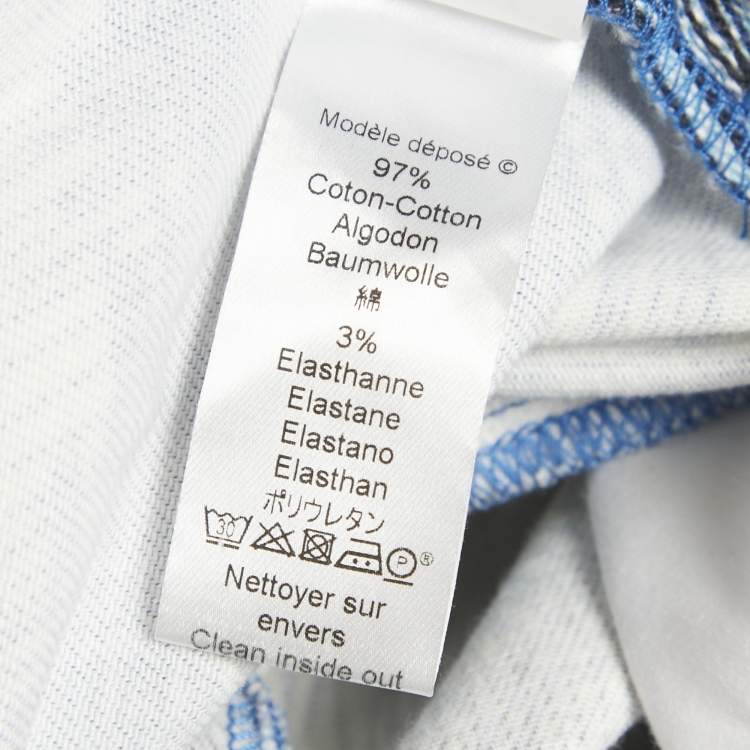 Modèle déposé ©
97%
Coton-Cotton
Algodon
Baumwolle
綿
3%
Elasthanne
Elastane
Elastano
Elasthan
ポリウレタン
30 P
Nettoyer sur
envers
Clean inside out